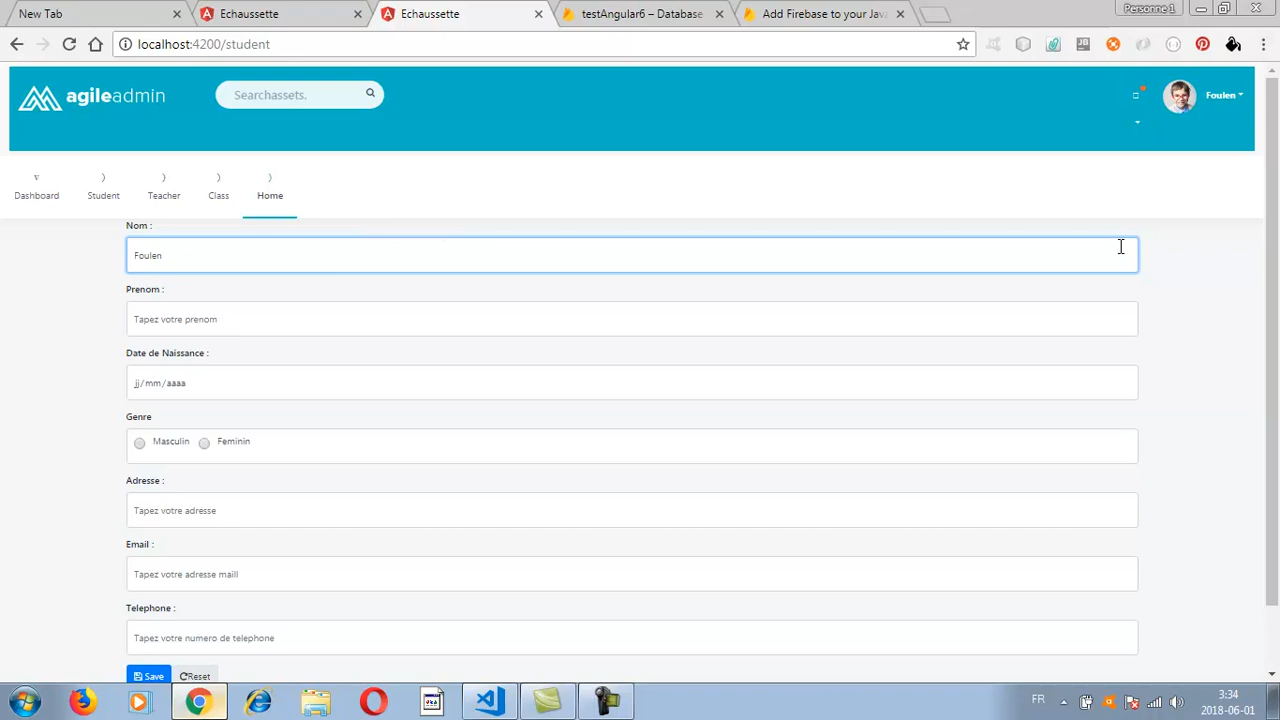 New Tab
Echaussette
Echaussette
testAngular6 – Database
Add Firebase to your Jav
Personne 1
localhost:4200/student
agileadmin
Searchassets.
Foulen
Dashboard
Student
Teacher
Class
Home
Nom :
Foulen
Prenom :
Tapez votre prenom
Date de Naissance :
jj/mm/aaaa
Genre
Masculin
Feminin
Adresse :
Tapez votre adresse
Email :
Tapez votre adresse maill
Telephone :
Tapez votre numero de telephone
Save
Reset
FR
3:34
2018-06-01